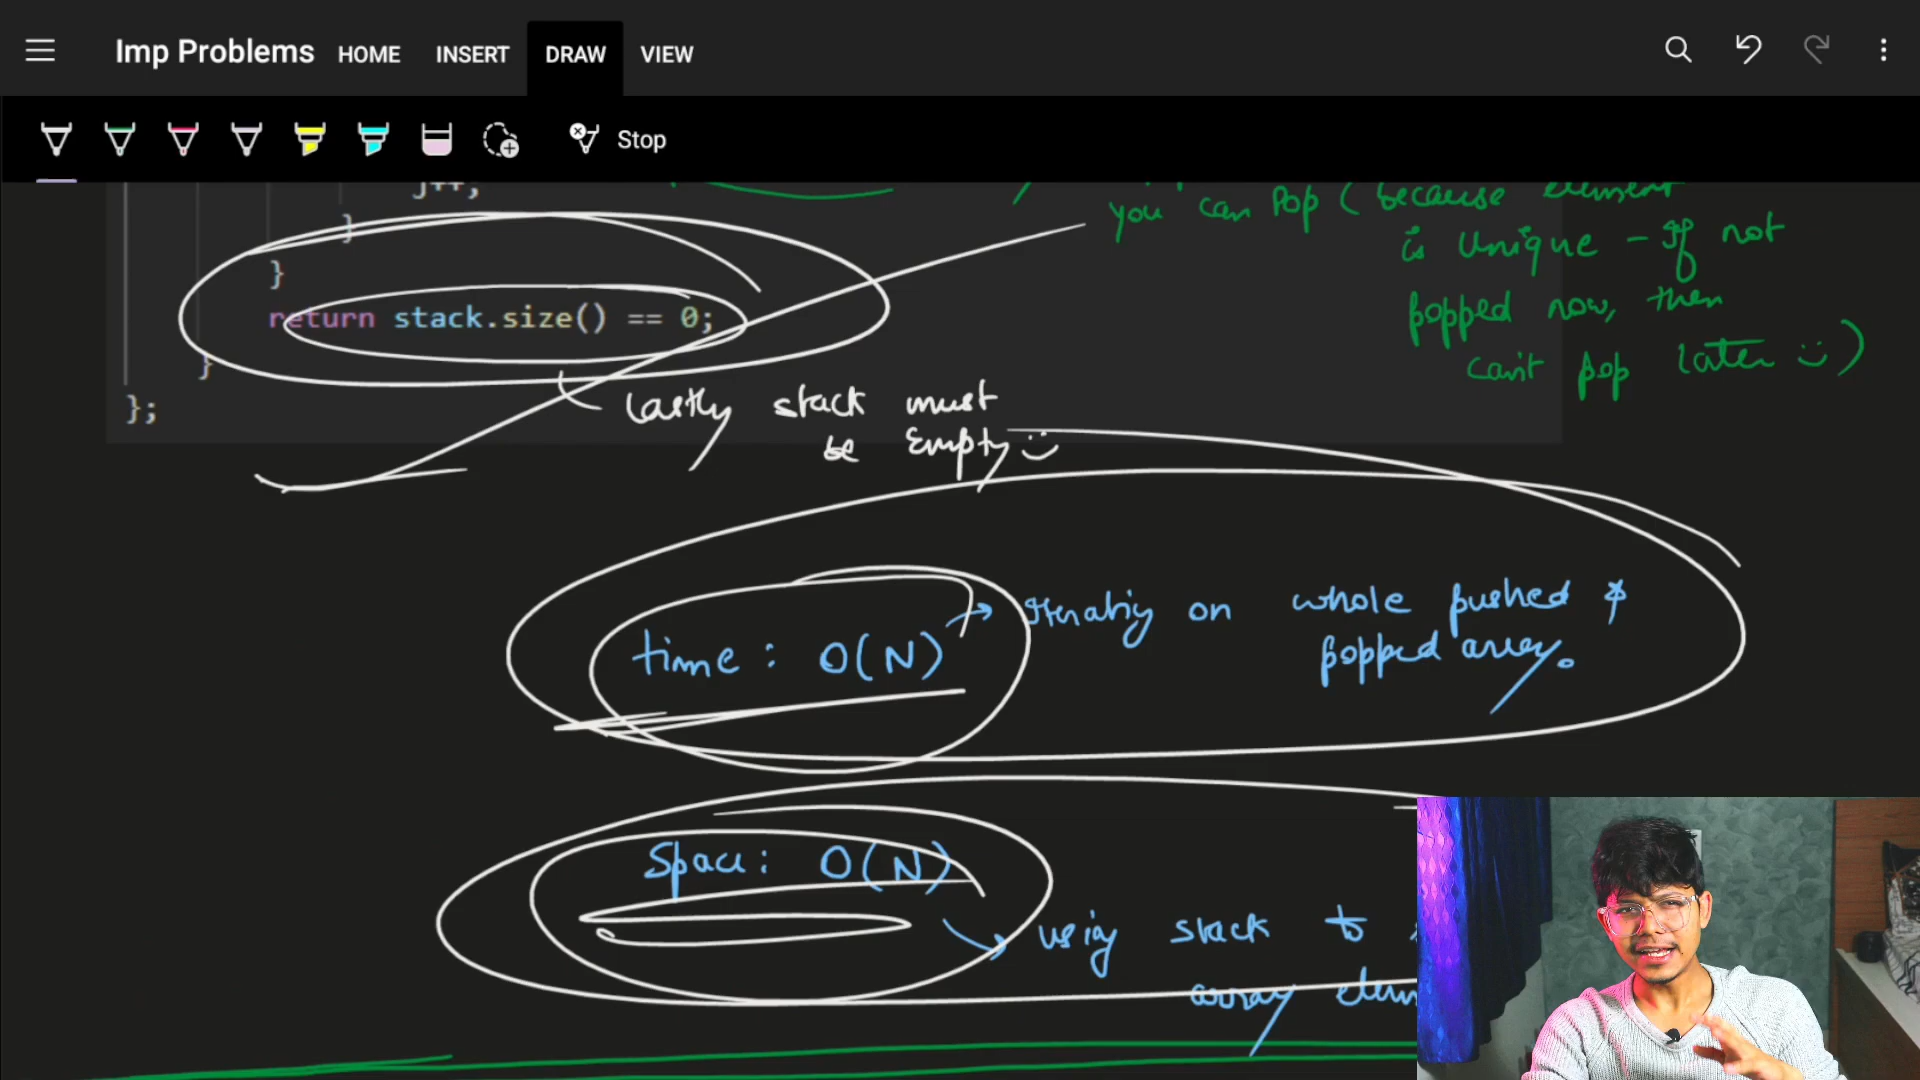 Imp Problems HOME INSERT DRAW VIEW
Stop
j++;
}
}
return stack.size() == 0;
}
};
you can Pop (because element
is Unique - If not
popped now, then
can't pop later :)
Lastly stack must
be Empty :)
time : O(N) → Iterating on whole pushed &
popped array.
Space : O(N)
→ using stack to
array elem